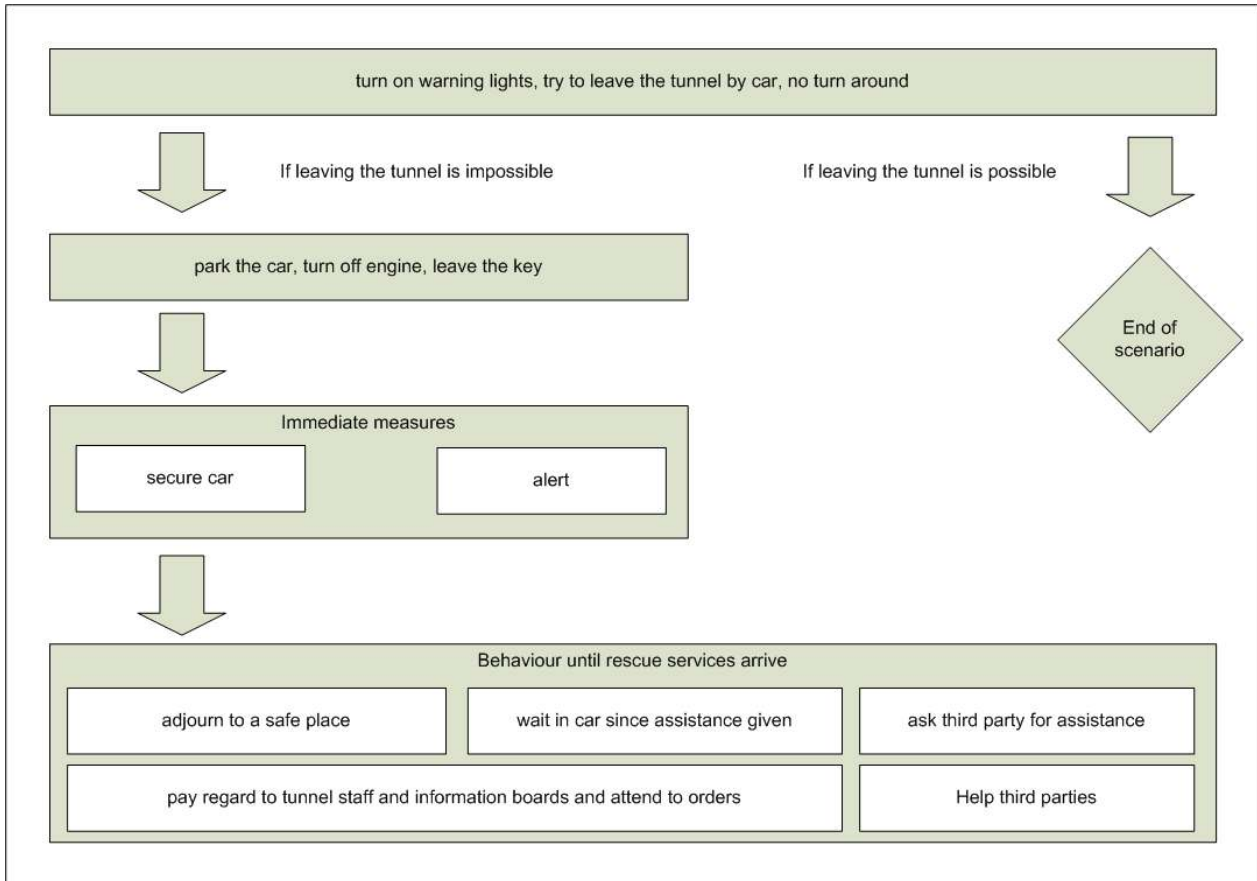 turn on warning lights, try to leave the tunnel by car, no turn around
If leaving the tunnel is impossible
If leaving the tunnel is possible
park the car, turn off engine, leave the key
End of
scenario
Immediate measures
secure car
alert
Behaviour until rescue services arrive
adjourn to a safe place
wait in car since assistance given
ask third party for assistance
pay regard to tunnel staff and information boards and attend to orders
Help third parties